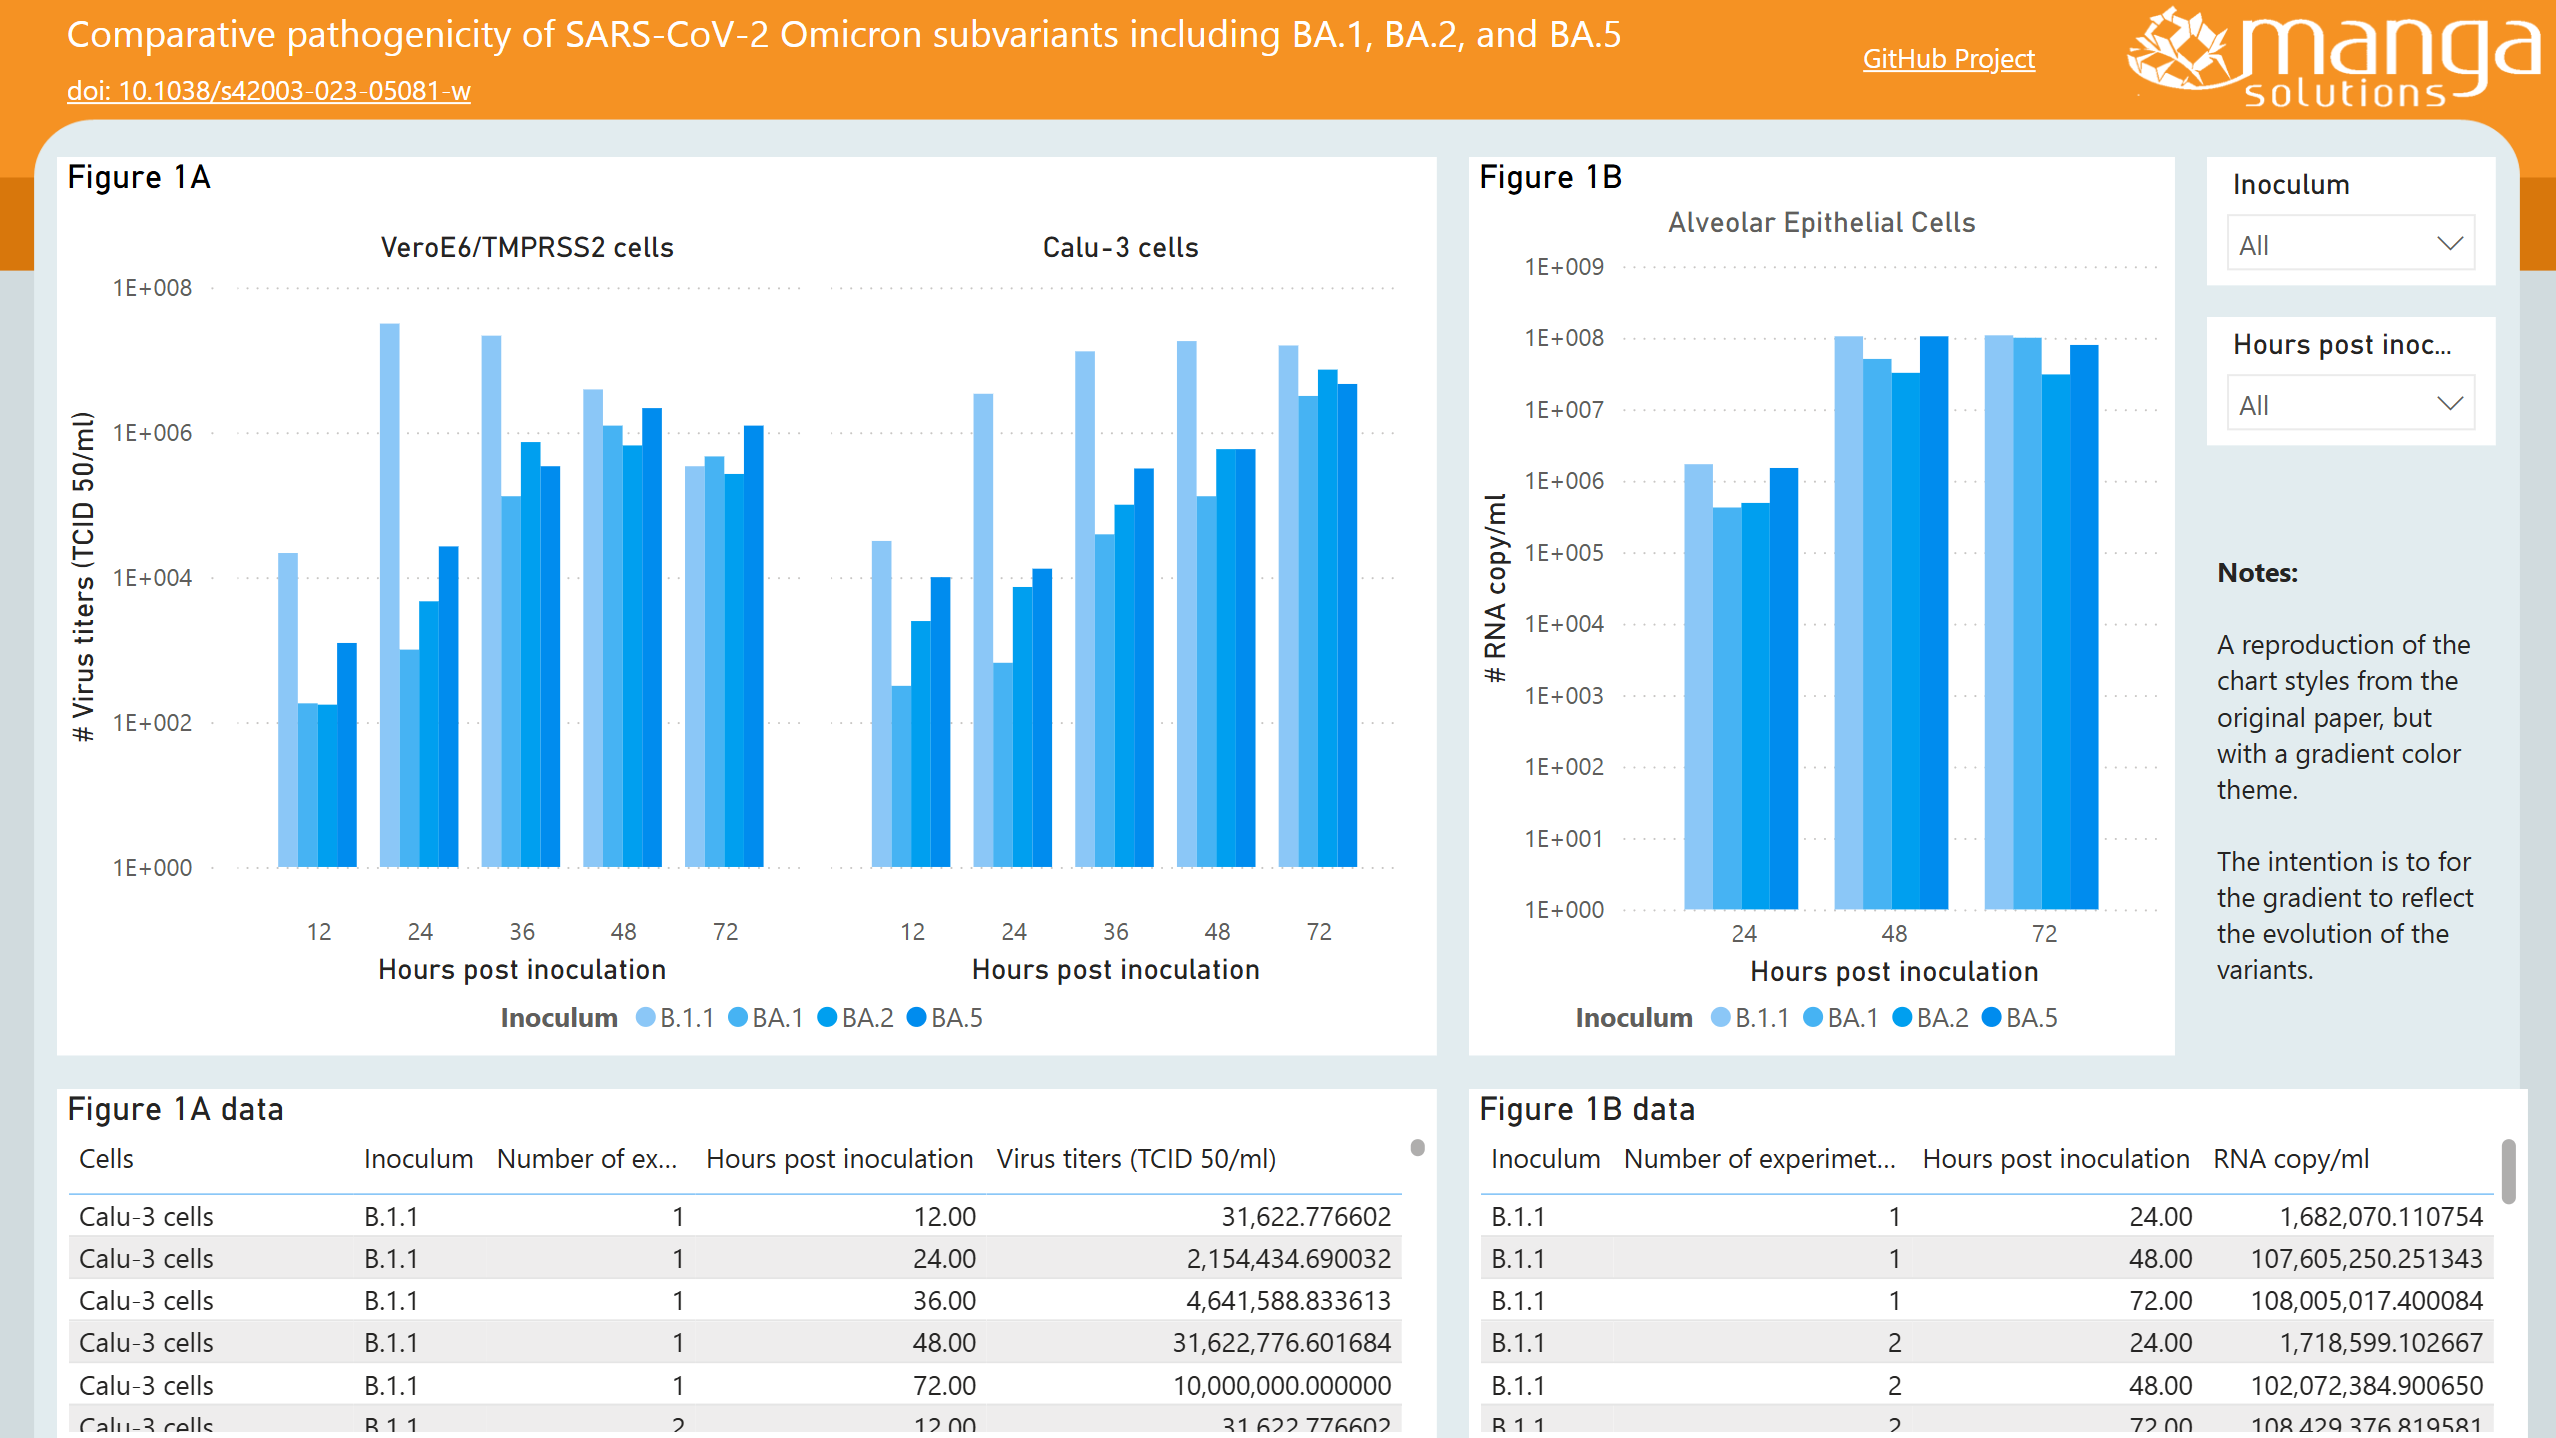 Comparative pathogenicity of SARS-CoV-2 Omicron subvariants including BA.1, BA.2, and BA.5
doi: 10.1038/s42003-023-05081-w
GitHub Project
manga
solutions
Figure 1A
VeroE6/TMPRSS2 cells
Calu-3 cells
# Virus titers (TCID 50/ml)
1E+008
1E+006
1E+004
1E+002
1E+000
12 24 36 48 72
12 24 36 48 72
Hours post inoculation
Hours post inoculation
Inoculum B.1.1 BA.1 BA.2 BA.5
Figure 1B
Alveolar Epithelial Cells
# RNA copy/ml
1E+009
1E+008
1E+007
1E+006
1E+005
1E+004
1E+003
1E+002
1E+001
1E+000
24 48 72
Hours post inoculation
Inoculum B.1.1 BA.1 BA.2 BA.5
Inoculum
All
Hours post inoc...
All
Notes:
A reproduction of the
chart styles from the
original paper, but
with a gradient color
theme.
The intention is to for
the gradient to reflect
the evolution of the
variants.
Figure 1A data
Cells Inoculum Number of ex... Hours post inoculation Virus titers (TCID 50/ml)
Calu-3 cells B.1.1 1 12.00 31,622.776602
Calu-3 cells B.1.1 1 24.00 2,154,434.690032
Calu-3 cells B.1.1 1 36.00 4,641,588.833613
Calu-3 cells B.1.1 1 48.00 31,622,776.601684
Calu-3 cells B.1.1 1 72.00 10,000,000.000000
Calu-3 cells B.1.1 2 12.00 31,622.776602
Figure 1B data
Inoculum Number of experimet... Hours post inoculation RNA copy/ml
B.1.1 1 24.00 1,682,070.110754
B.1.1 1 48.00 107,605,250.251343
B.1.1 1 72.00 108,005,017.400084
B.1.1 2 24.00 1,718,599.102667
B.1.1 2 48.00 102,072,384.900650
B.1.1 2 72.00 108,429,376.819581